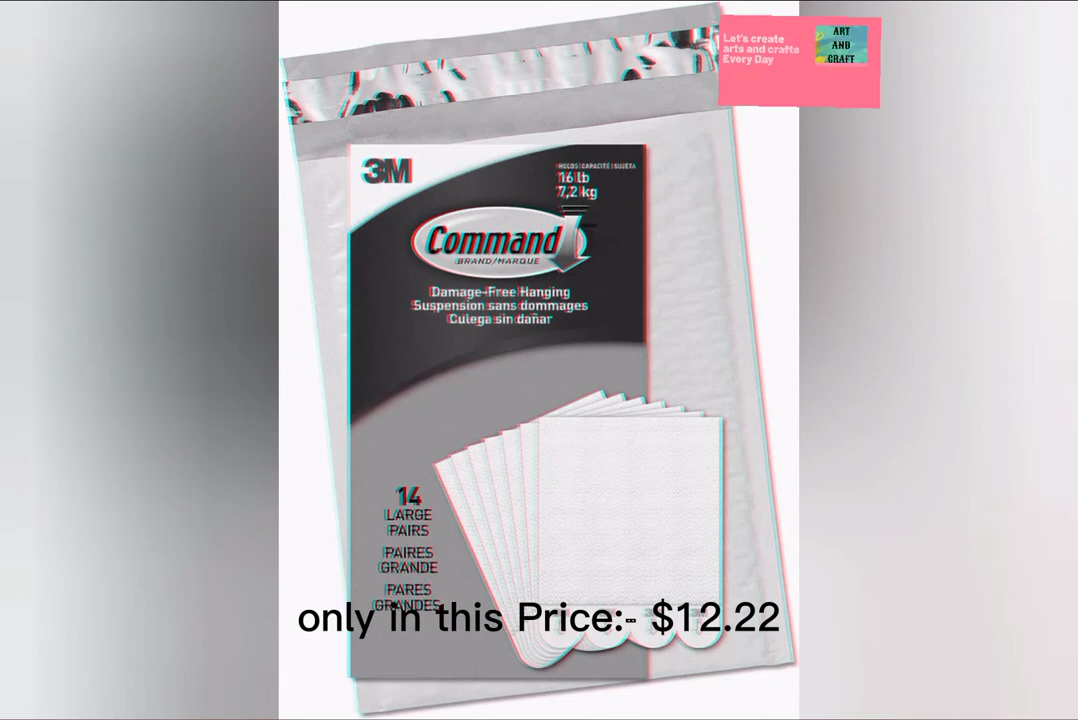 Let's create
arts and crafts
Every Day
ART
AND
CRAFT
3M
HOLDS | CAPACITÉ | SUJETA
16 lb
7,2 kg
Command
BRAND/MARQUE
Damage-Free Hanging
Suspension sans dommages
Culega sin dañar
14
LARGE
PAIRS
PAIRES
GRANDE
PARES
GRANDES
only in this Price:- $12.22